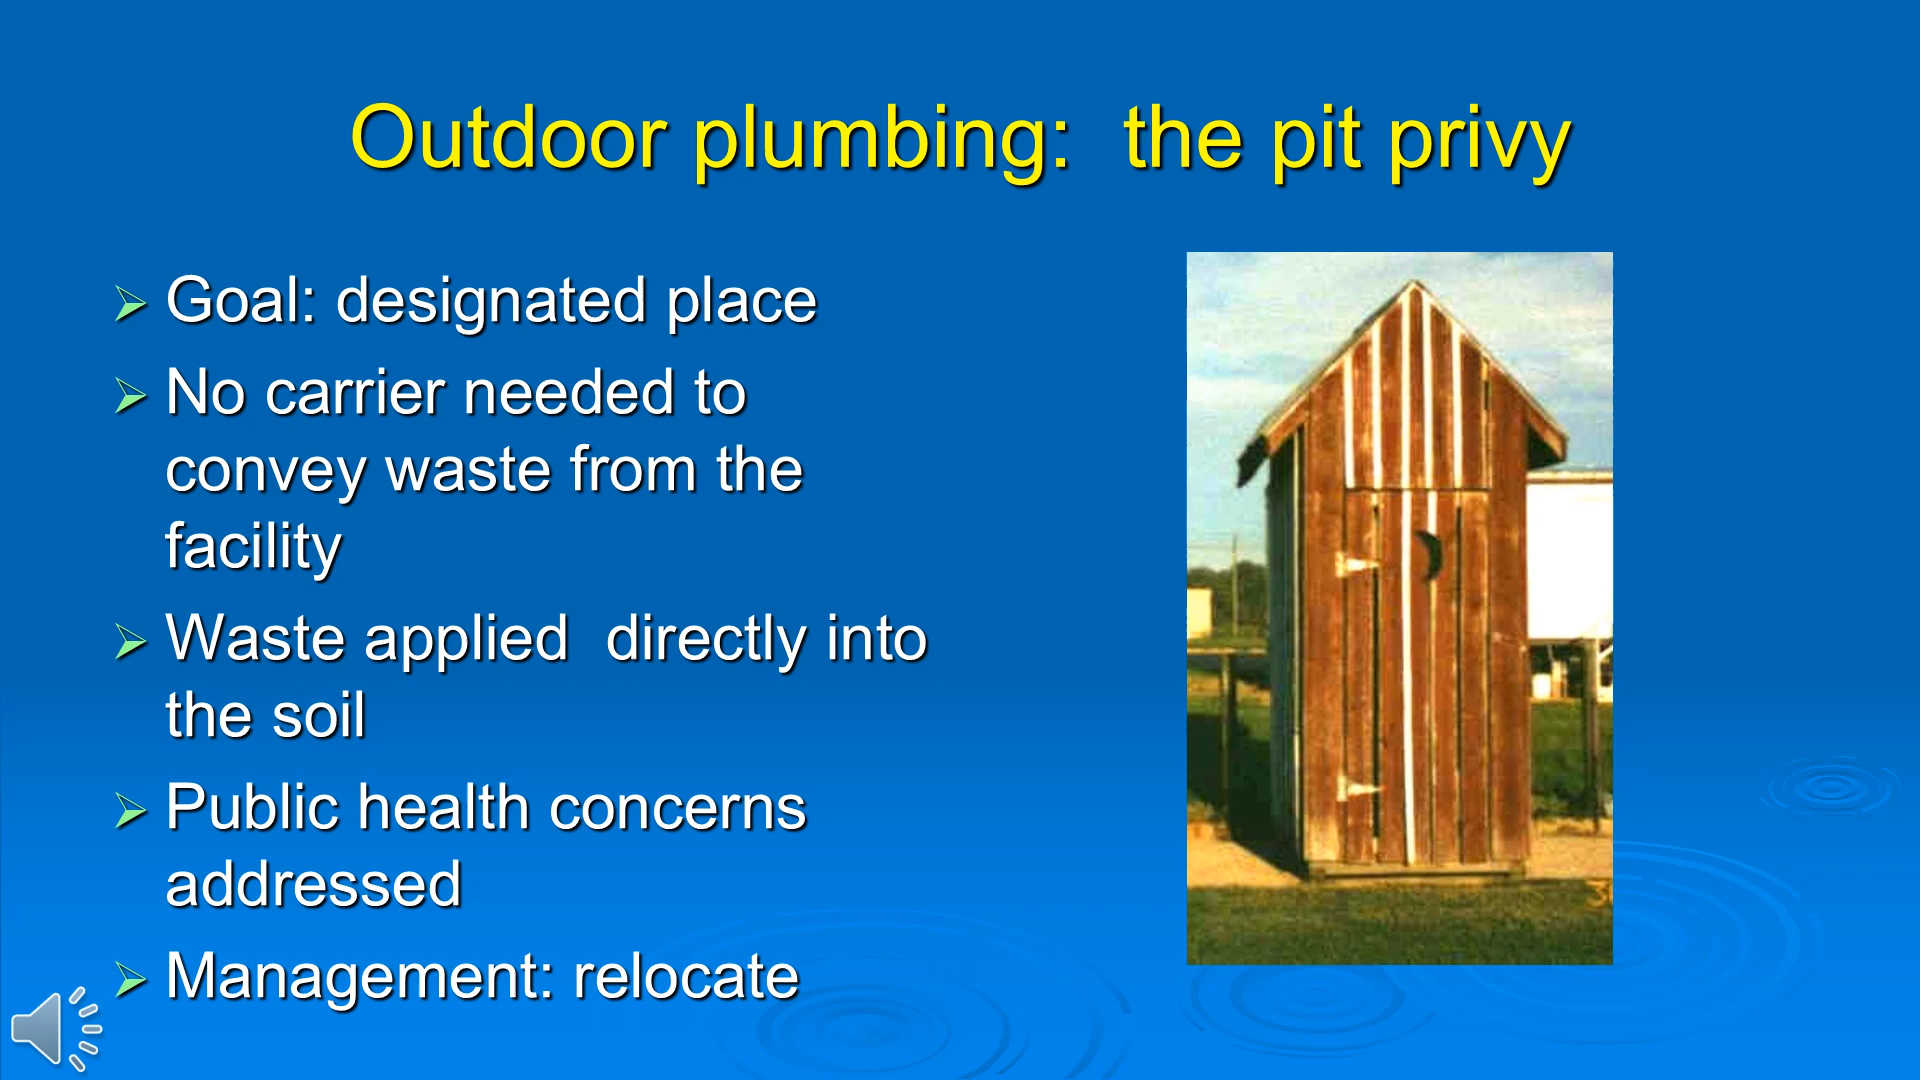 Outdoor plumbing:  the pit privy
Goal: designated place
No carrier needed to
convey waste from the
facility
Waste applied  directly into
the soil
Public health concerns
addressed
Management: relocate